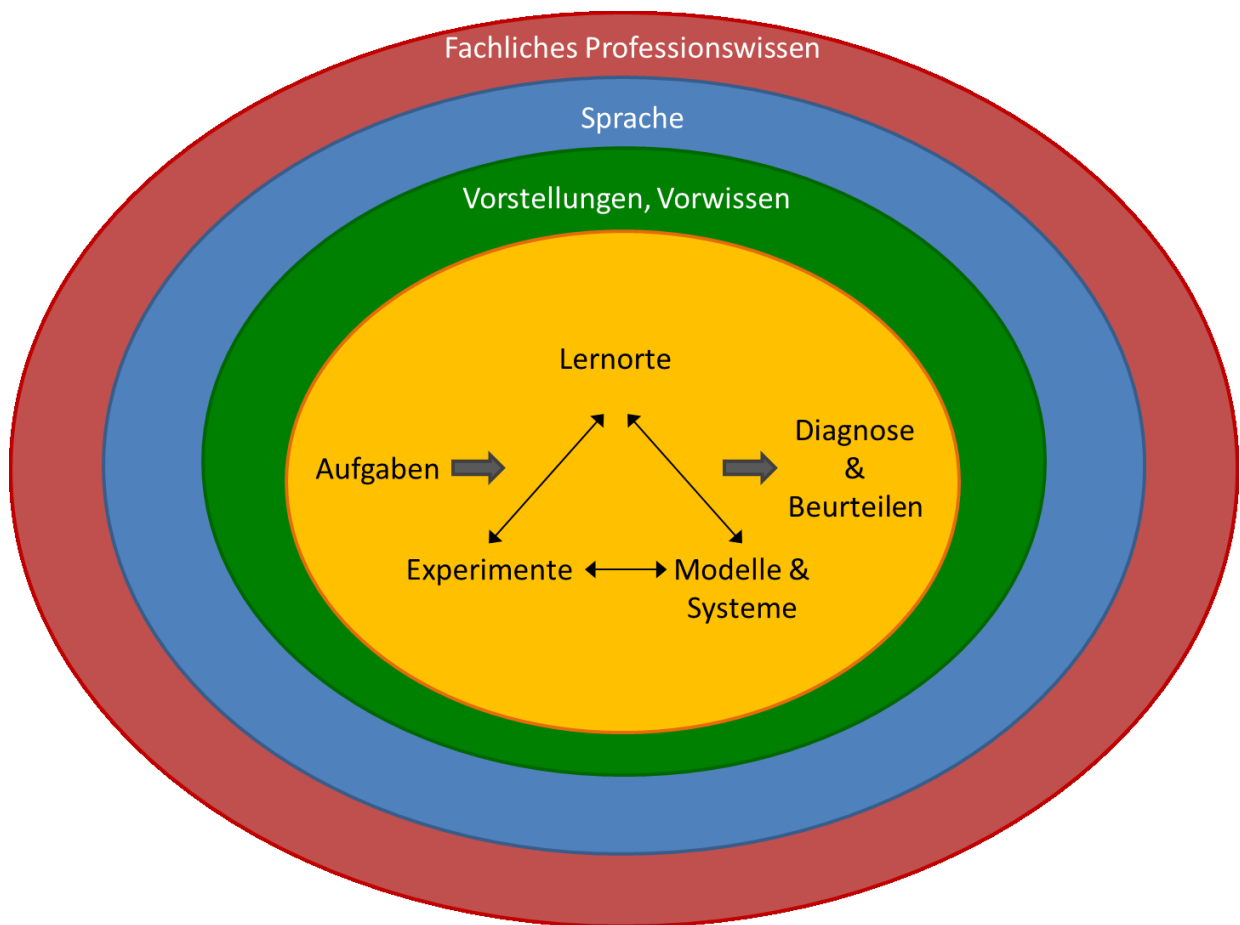 Fachliches Professionswissen
Sprache
Vorstellungen, Vorwissen
Lernorte
Aufgaben
Diagnose
&
Beurteilen
Experimente
Modelle &
Systeme